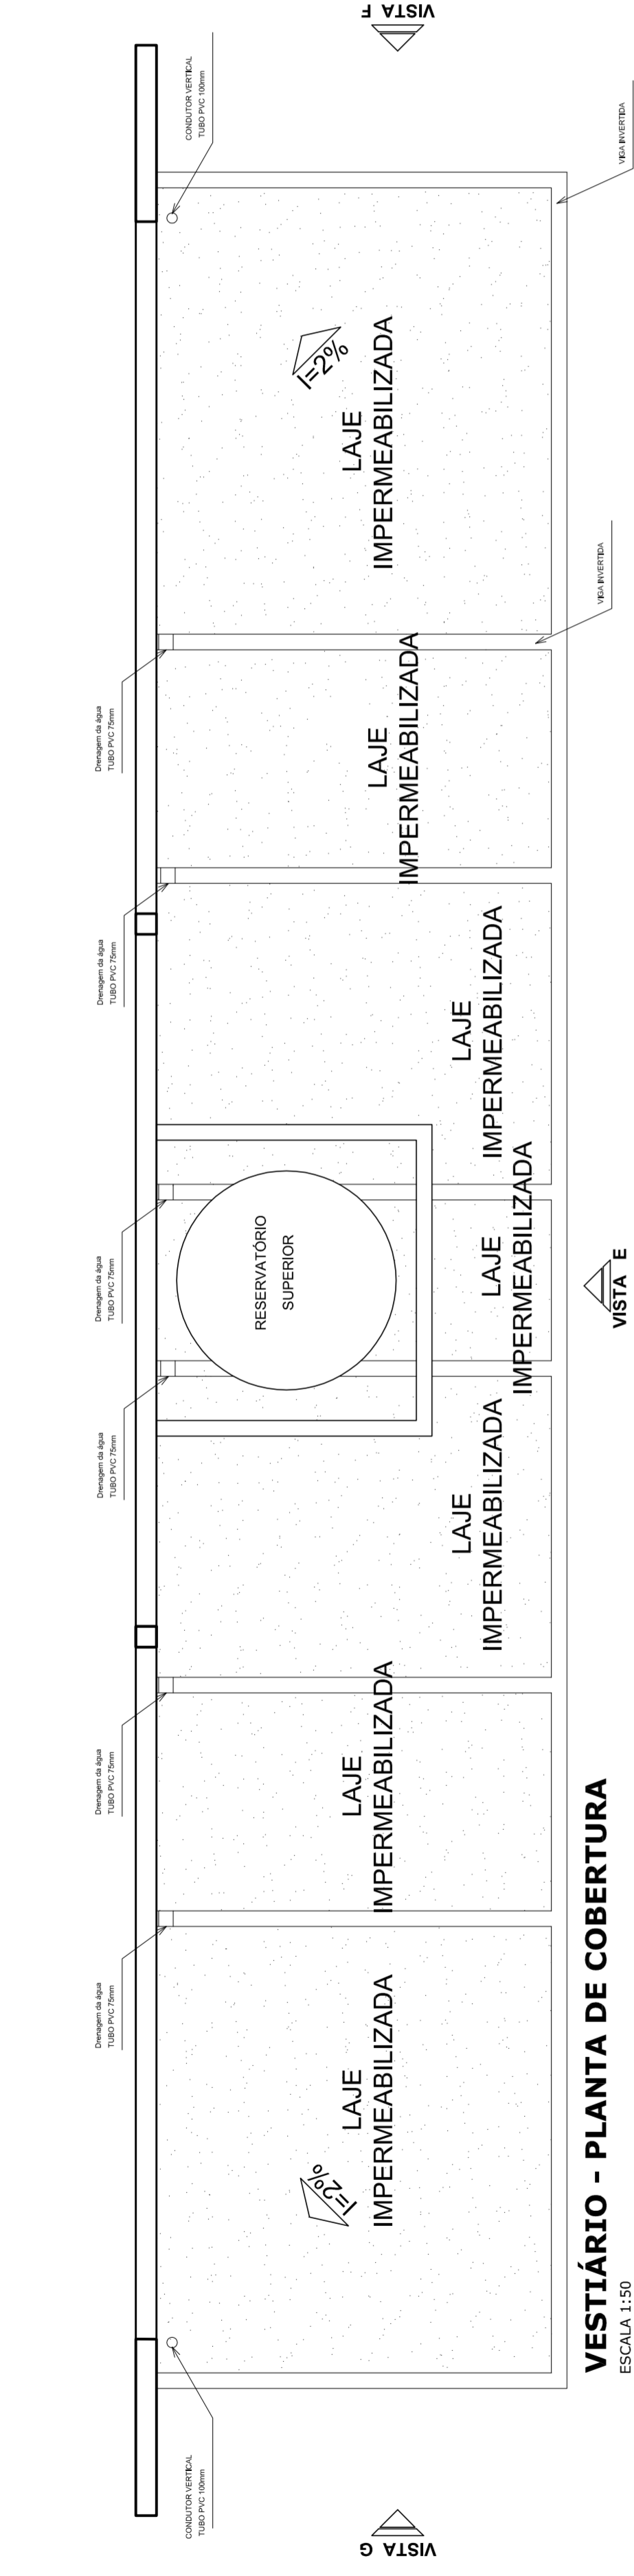 CONDUTOR VERTICAL
TUBO PVC 100mm
Drenagem da água
TUBO PVC 75mm
Drenagem da água
TUBO PVC 75mm
Drenagem da água
TUBO PVC 75mm
Drenagem da água
TUBO PVC 75mm
Drenagem da água
TUBO PVC 75mm
Drenagem da água
TUBO PVC 75mm
CONDUTOR VERTICAL
TUBO PVC 100mm
VISTA G
I=2%
LAJE
IMPERMEABILIZADA
LAJE
IMPERMEABILIZADA
LAJE
IMPERMEABILIZADA
RESERVATÓRIO
SUPERIOR
LAJE
IMPERMEABILIZADA
LAJE
IMPERMEABILIZADA
LAJE
IMPERMEABILIZADA
I=2%
LAJE
IMPERMEABILIZADA
VISTA F
VIGA INVERTIDA
VIGA INVERTIDA
VISTA E
VESTIÁRIO - PLANTA DE COBERTURA
ESCALA 1:50